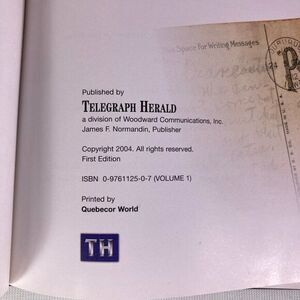 This Space for Writing Messages
Published by
TELEGRAPH HERALD
a division of Woodward Communications, Inc.
James F. Normandin, Publisher
Copyright 2004. All rights reserved.
First Edition
ISBN 0-9761125-0-7 (VOLUME 1)
Printed by
Quebecor World
TH